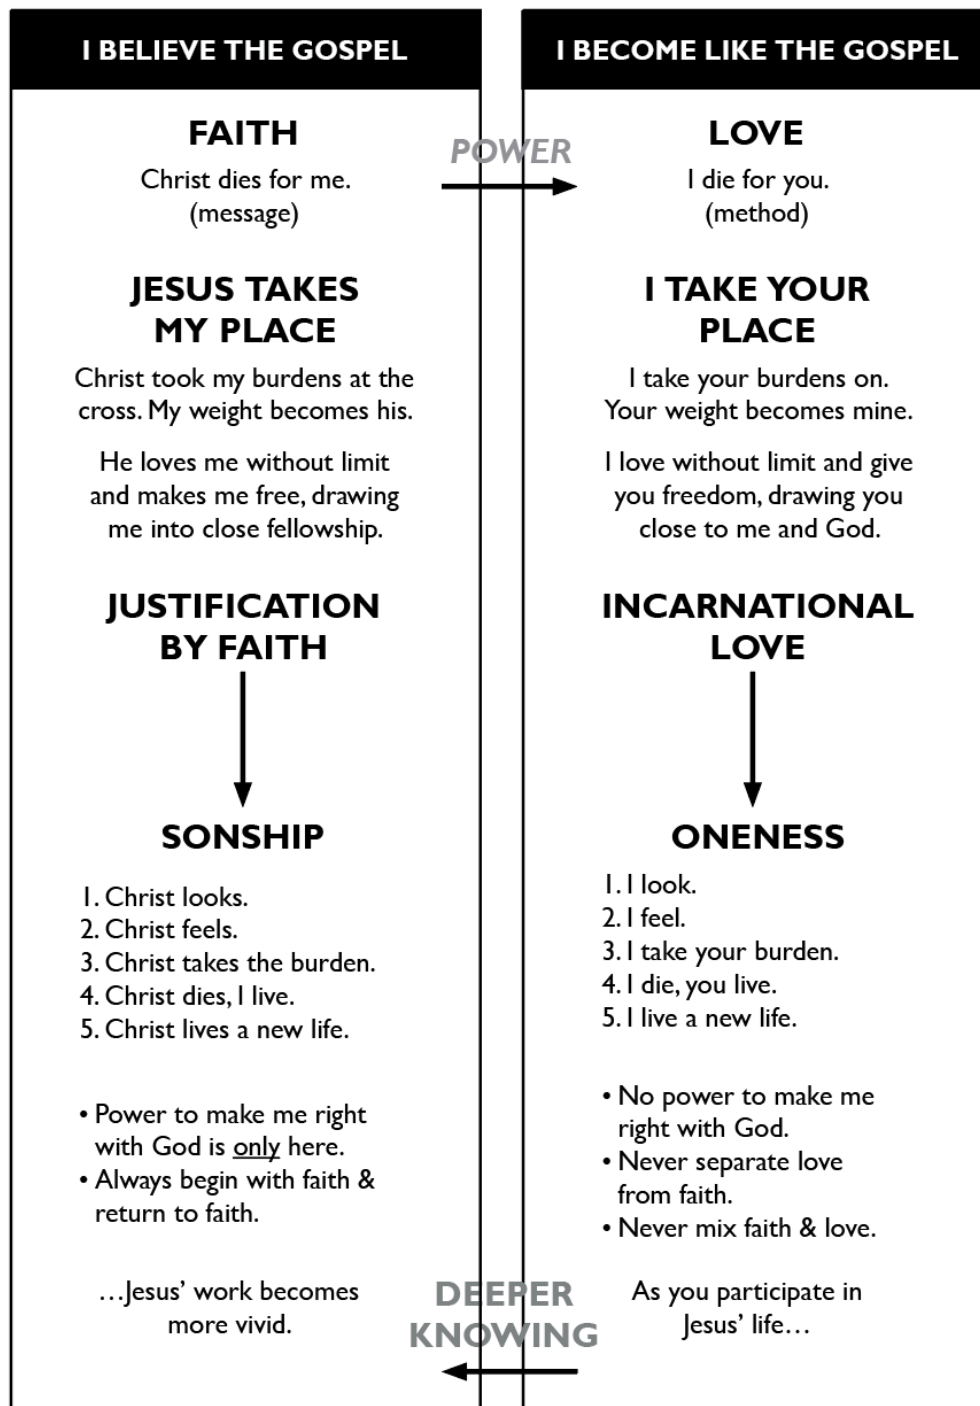 I BELIEVE THE GOSPEL
FAITH
Christ dies for me.
(message)
JESUS TAKES
MY PLACE
Christ took my burdens at the
cross. My weight becomes his.
He loves me without limit
and makes me free, drawing
me into close fellowship.
JUSTIFICATION
BY FAITH
SONSHIP
1. Christ looks.
2. Christ feels.
3. Christ takes the burden.
4. Christ dies, I live.
5. Christ lives a new life.
• Power to make me right
with God is only here.
• Always begin with faith &
return to faith.
…Jesus’ work becomes
more vivid.
POWER
DEEPER
KNOWING
I BECOME LIKE THE GOSPEL
LOVE
I die for you.
(method)
I TAKE YOUR
PLACE
I take your burdens on.
Your weight becomes mine.
I love without limit and give
you freedom, drawing you
close to me and God.
INCARNATIONAL
LOVE
ONENESS
1. I look.
2. I feel.
3. I take your burden.
4. I die, you live.
5. I live a new life.
• No power to make me
right with God.
• Never separate love
from faith.
• Never mix faith & love.
As you participate in
Jesus’ life…